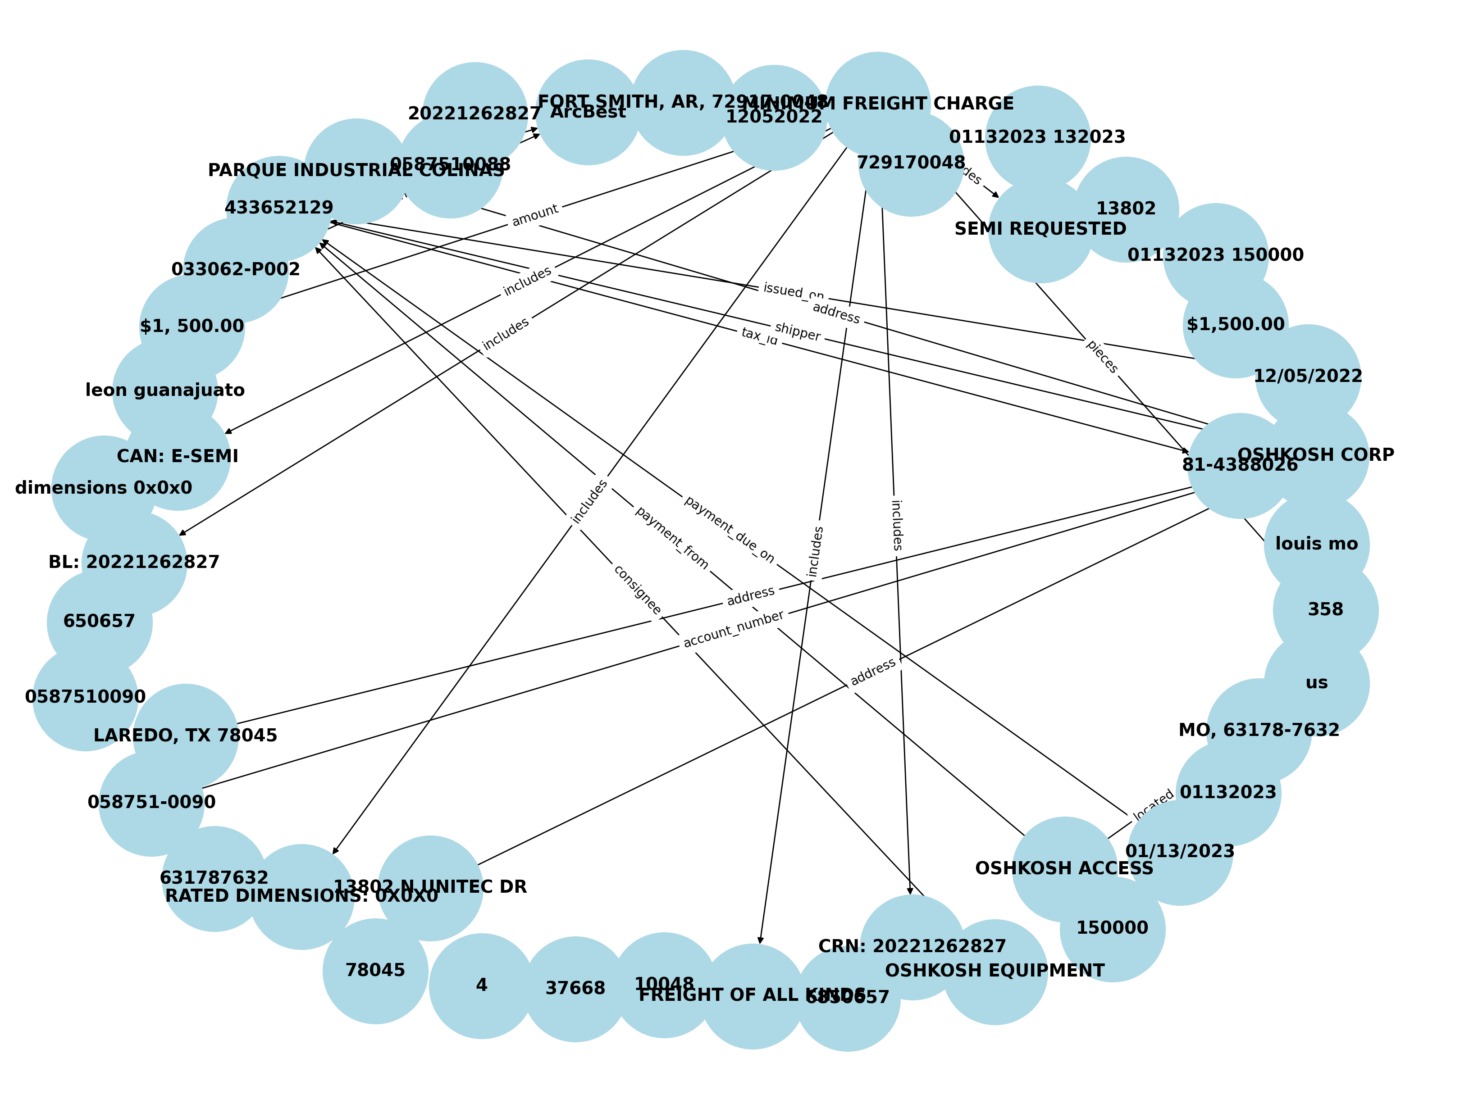 20221262827
ArcBest
FORT SMITH, AR, 72917-0048
MINIMUM FREIGHT CHARGE
12052022
01132023 132023
0587510088
PARQUE INDUSTRIAL COLINAS
729170048
433652129
13802
SEMI REQUESTED
amount
01132023 150000
033062-P002
includes
issued_on
address
$1, 500.00
$1,500.00
shipper
tax_id
includes
pieces
12/05/2022
leon guanajuato
CAN: E-SEMI
OSHKOSH CORP
81-4388026
dimensions 0x0x0
includes
payment_due_on
includes
payment_from
includes
louis mo
BL: 20221262827
consignee
address
358
650657
account_number
address
us
0587510090
LAREDO, TX 78045
MO, 63178-7632
01132023
058751-0090
located
01/13/2023
OSHKOSH ACCESS
631787632
13802 N UNITEC DR
RATED DIMENSIONS: 0X0X0
150000
CRN: 20221262827
78045
OSHKOSH EQUIPMENT
4
37668
10048
FREIGHT OF ALL KINDS